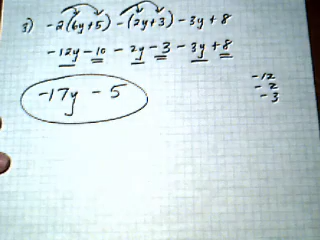 3) -2(6y+5) -(2y+3) -3y+8
-12y-10 - 2y-3 -3y+8
-17y - 5
-12
-2
-3